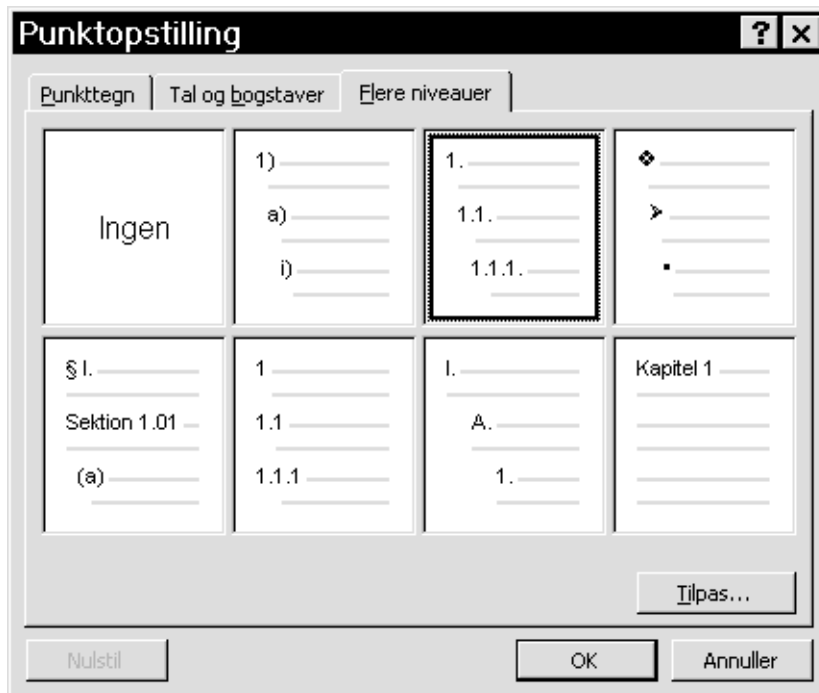 Punktopstilling
Punkttegn Tal og bogstaver Flere niveauer
Ingen
1)
a)
i)
1.
1.1.
1.1.1.
§ I.
Sektion 1.01
(a)
1
1.1
1.1.1
I.
A.
1.
Kapitel 1
Tilpas...
Nulstil OK Annuller